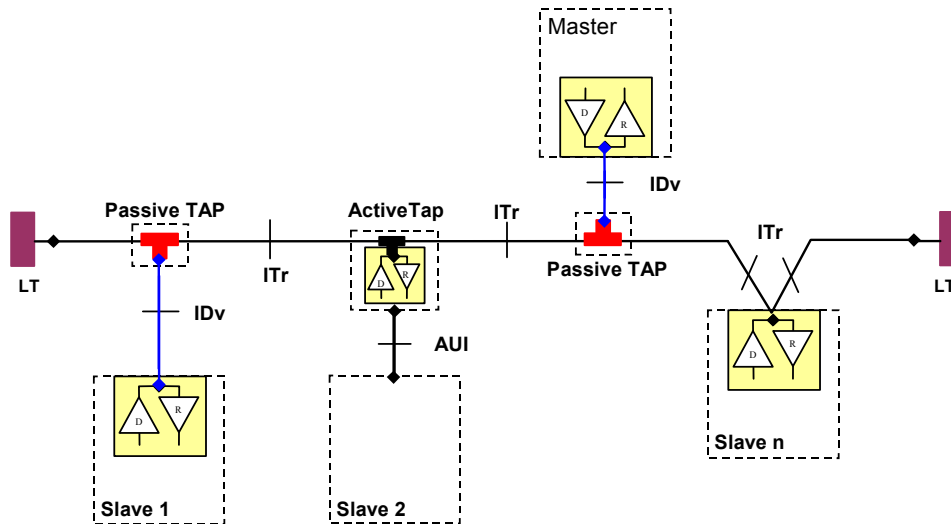 Master
D
R
IDv
Passive TAP
ActiveTap
ITr
ITr
LT
ITr
D
R
Passive TAP
LT
IDv
AUI
D
R
D
R
Slave n
Slave 1
Slave 2